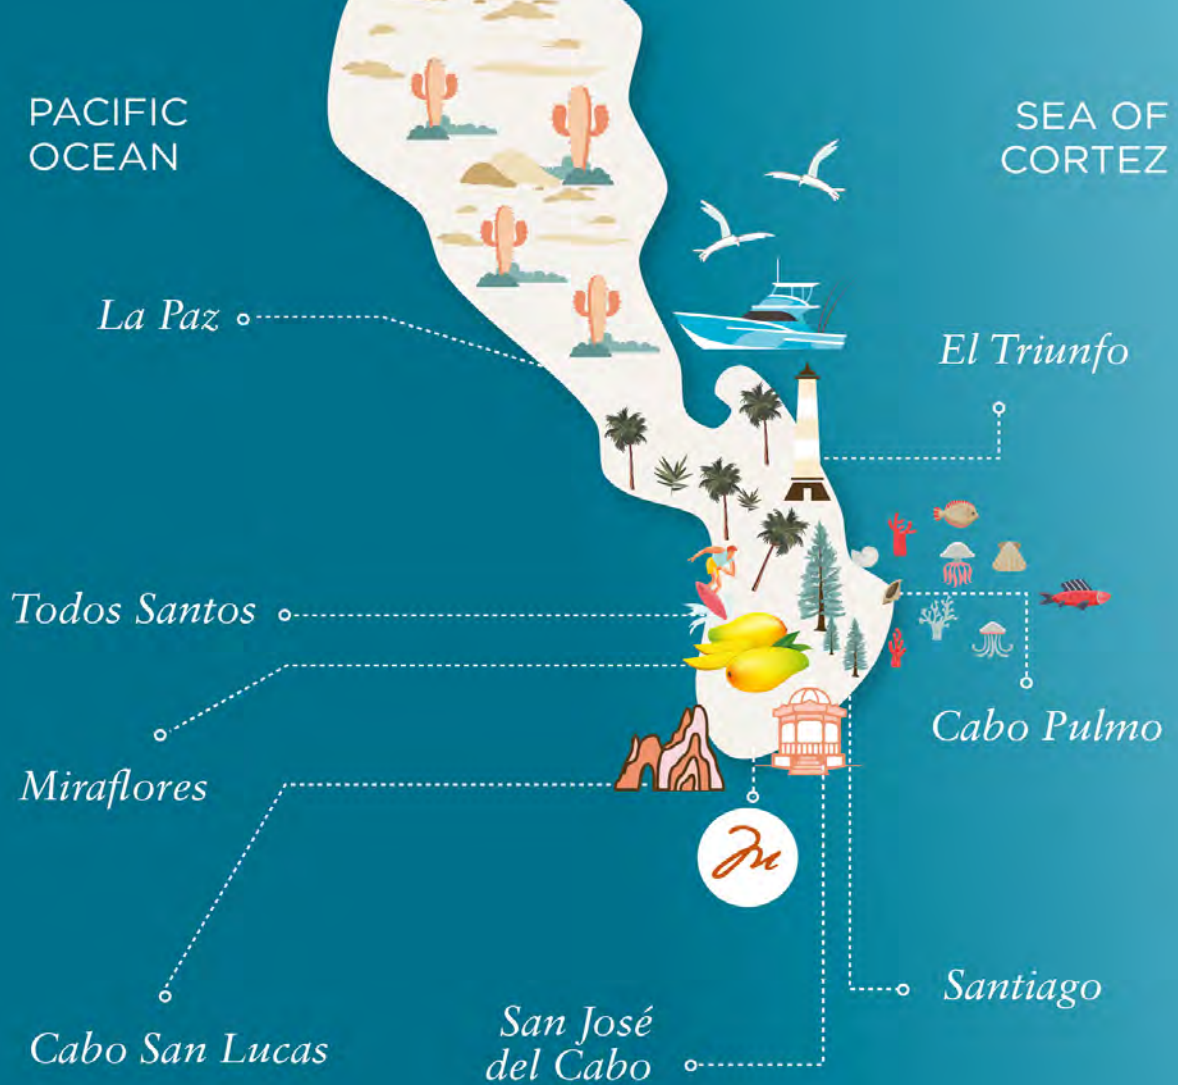 PACIFIC
OCEAN
SEA OF
CORTEZ
La Paz
El Triunfo
Todos Santos
Cabo Pulmo
Miraflores
Santiago
San José
del Cabo
Cabo San Lucas